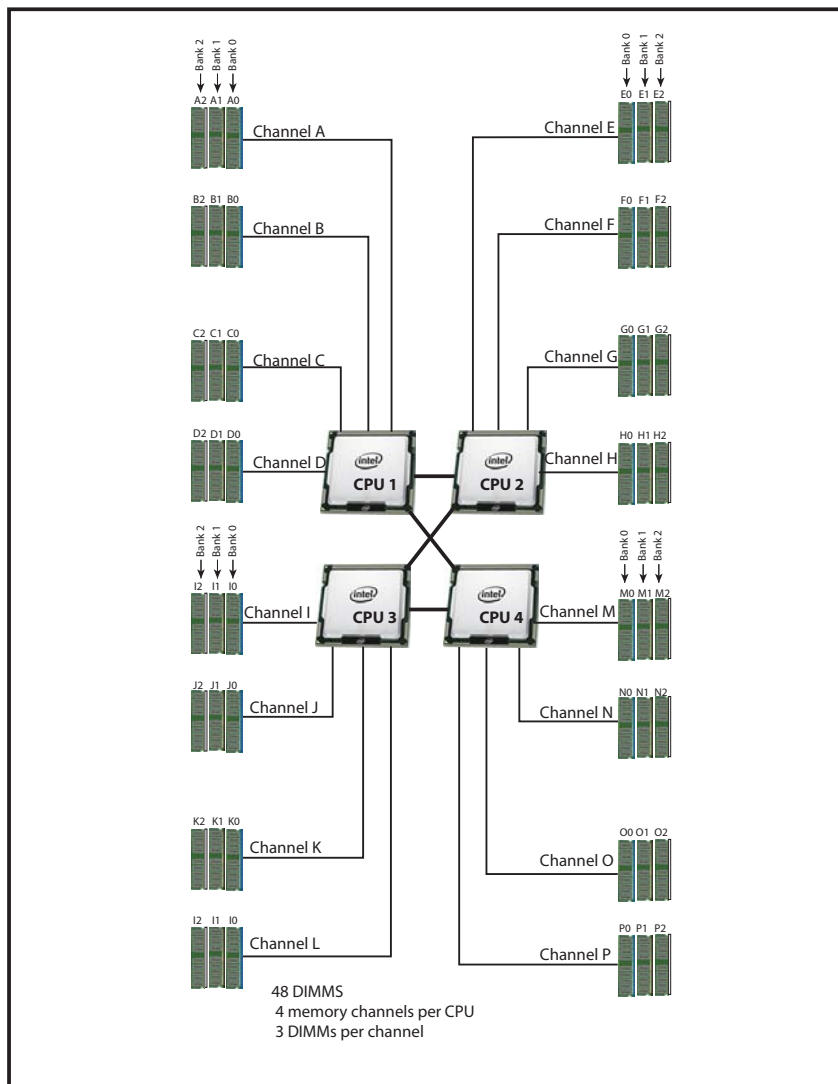 Bank 2
Bank 1
Bank 0
A2 A1 A0
Channel A
B2 B1 B0
Channel B
C2 C1 C0
Channel C
D2 D1 D0
Channel D
Bank 0
Bank 1
Bank 2
E0 E1 E2
Channel E
F0 F1 F2
Channel F
G0 G1 G2
Channel G
H0 H1 H2
Channel H
intel
CPU 1
intel
CPU 2
intel
CPU 3
intel
CPU 4
Bank 2
Bank 1
Bank 0
I2 I1 I0
Channel I
J2 J1 J0
Channel J
K2 K1 K0
Channel K
I2 I1 I0
Channel L
Bank 0
Bank 1
Bank 2
M0 M1 M2
Channel M
N0 N1 N2
Channel N
O0 O1 O2
Channel O
P0 P1 P2
Channel P
48 DIMMS
4 memory channels per CPU
3 DIMMs per channel